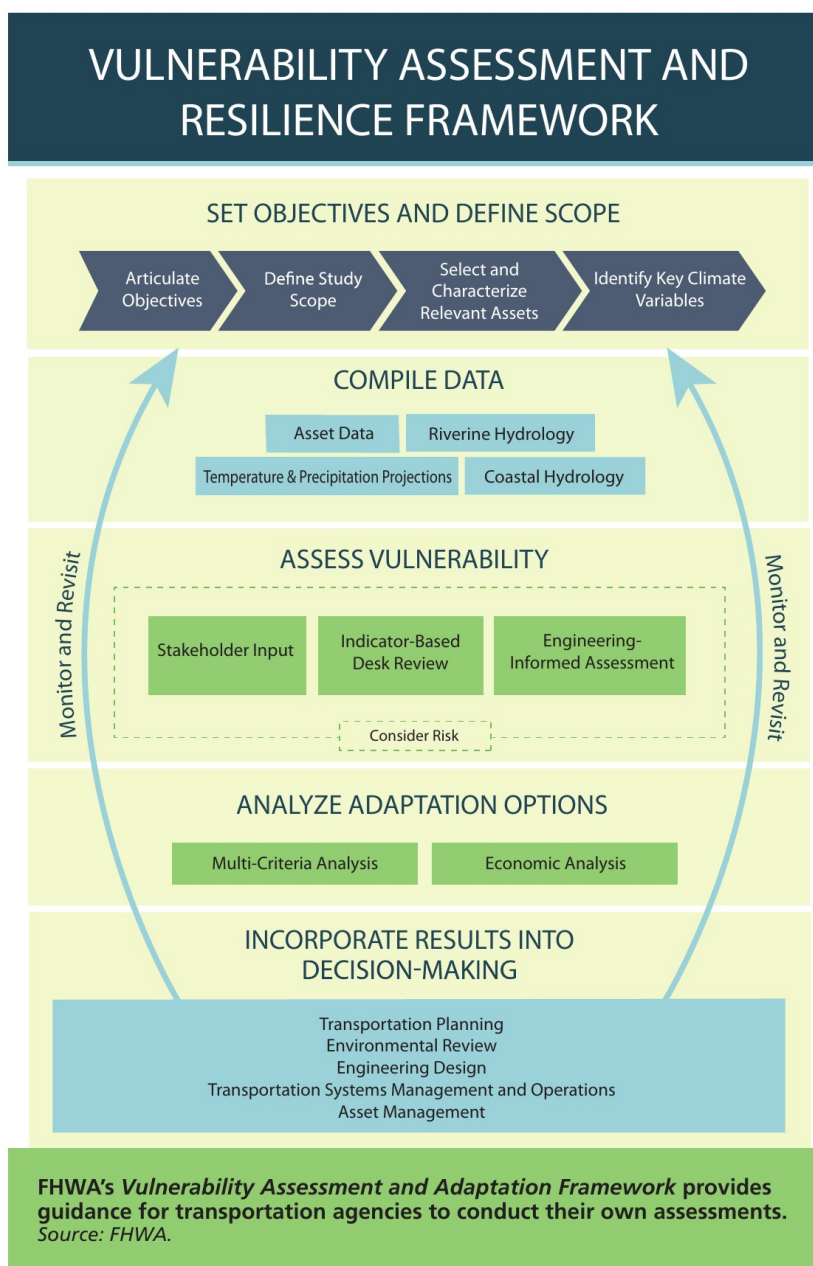 VULNERABILITY ASSESSMENT AND
RESILIENCE FRAMEWORK
SET OBJECTIVES AND DEFINE SCOPE
Articulate
Objectives
Define Study
Scope
Select and
Characterize
Relevant Assets
Identify Key Climate
Variables
COMPILE DATA
Asset Data
Riverine Hydrology
Temperature & Precipitation Projections
Coastal Hydrology
Monitor and Revisit
ASSESS VULNERABILITY
Stakeholder Input
Indicator-Based
Desk Review
Engineering-
Informed Assessment
Consider Risk
Monitor and Revisit
ANALYZE ADAPTATION OPTIONS
Multi-Criteria Analysis
Economic Analysis
INCORPORATE RESULTS INTO
DECISION-MAKING
Transportation Planning
Environmental Review
Engineering Design
Transportation Systems Management and Operations
Asset Management
FHWA's Vulnerability Assessment and Adaptation Framework provides
guidance for transportation agencies to conduct their own assessments.
Source: FHWA.